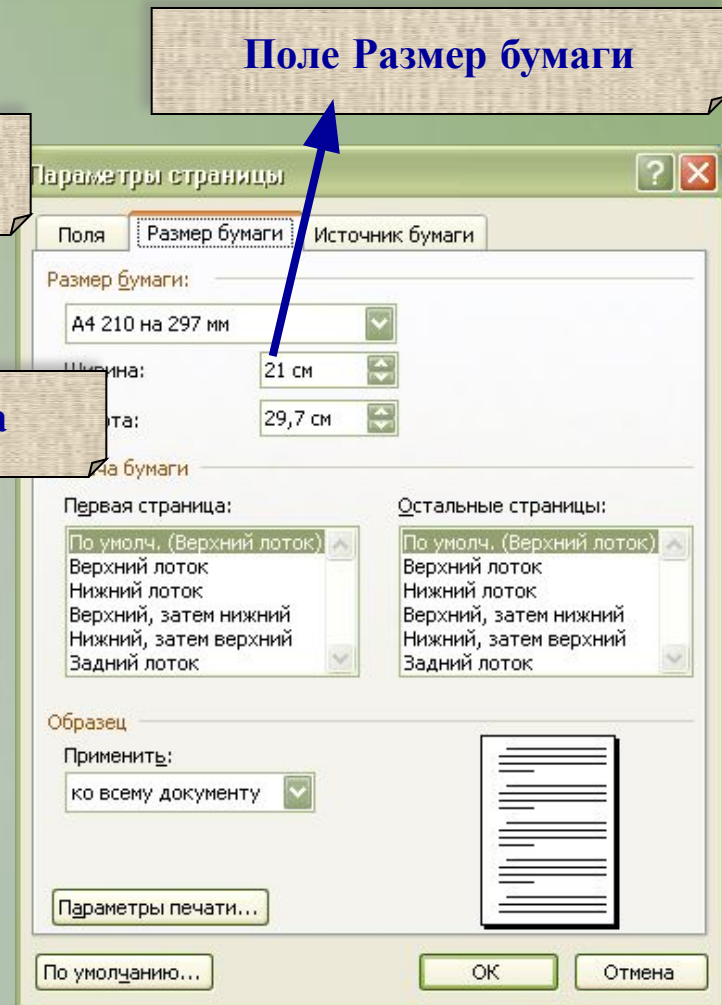 Поле Размер бумаги
Параметры страницы
Поля Размер бумаги Источник бумаги
Размер бумаги:
А4 210 на 297 мм
21 см
29,7 см
бумаги
Первая страница: Остальные страницы:
По умолч. (Верхний лоток) По умолч. (Верхний лоток)
Верхний лоток Верхний лоток
Нижний лоток Нижний лоток
Верхний, затем нижний Верхний, затем нижний
Нижний, затем верхний Нижний, затем верхний
Задний лоток Задний лоток
Образец
Применить:
ко всему документу
Параметры печати...
По умолчанию... ОК Отмена